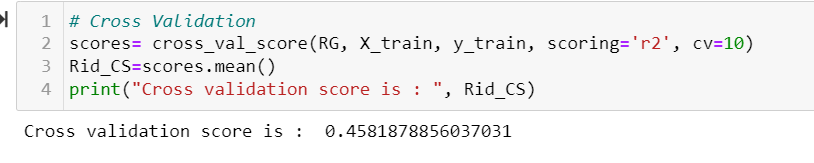 1 # Cross Validation
2 scores= cross_val_score(RG, X_train, y_train, scoring='r2', cv=10)
3 Rid_CS=scores.mean()
4 print("Cross validation score is : ", Rid_CS)
Cross validation score is :  0.4581878856037031